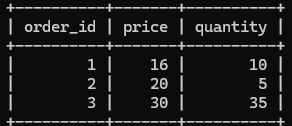 +----------+-------+----------+
| order_id | price | quantity |
+----------+-------+----------+
|        1 |    16 |       10 |
|        2 |    20 |        5 |
|        3 |    30 |       35 |
+----------+-------+----------+